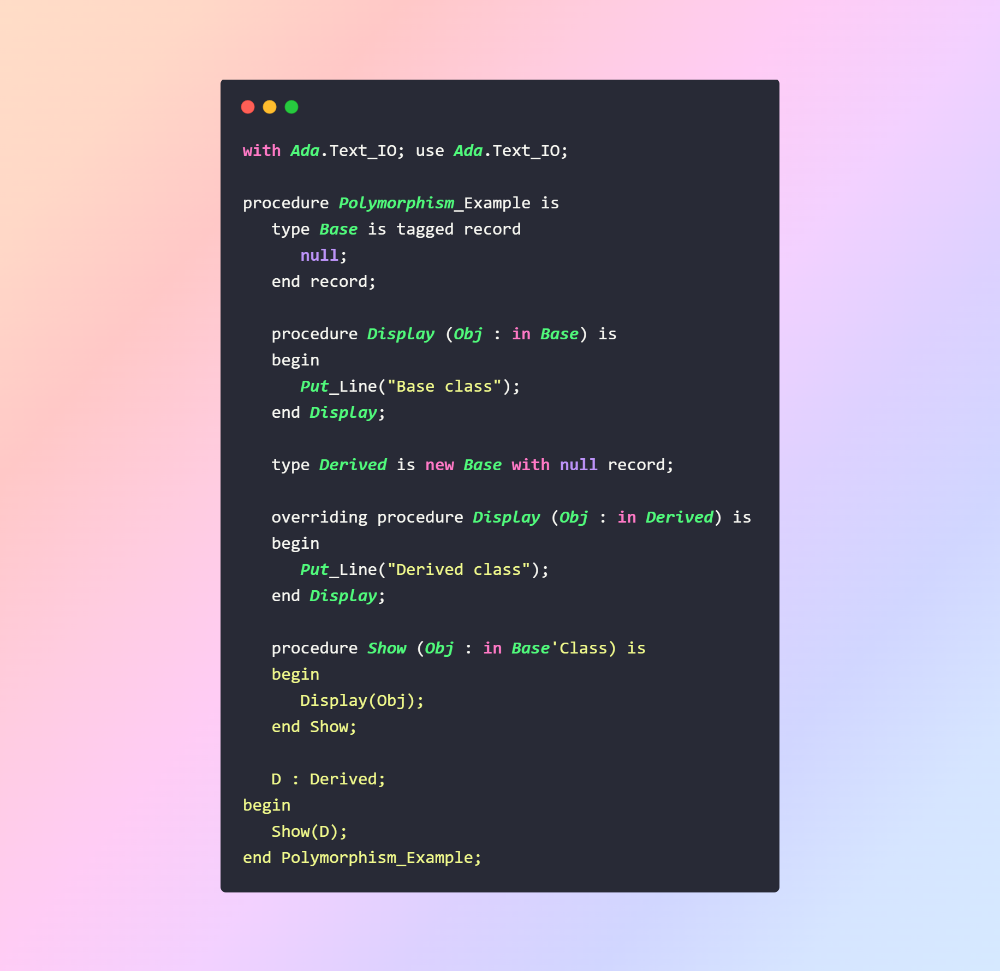 with Ada.Text_IO; use Ada.Text_IO;

procedure Polymorphism_Example is
   type Base is tagged record
      null;
   end record;

   procedure Display (Obj : in Base) is
   begin
      Put_Line("Base class");
   end Display;

   type Derived is new Base with null record;

   overriding procedure Display (Obj : in Derived) is
   begin
      Put_Line("Derived class");
   end Display;

   procedure Show (Obj : in Base'Class) is
   begin
      Display(Obj);
   end Show;

   D : Derived;
begin
   Show(D);
end Polymorphism_Example;